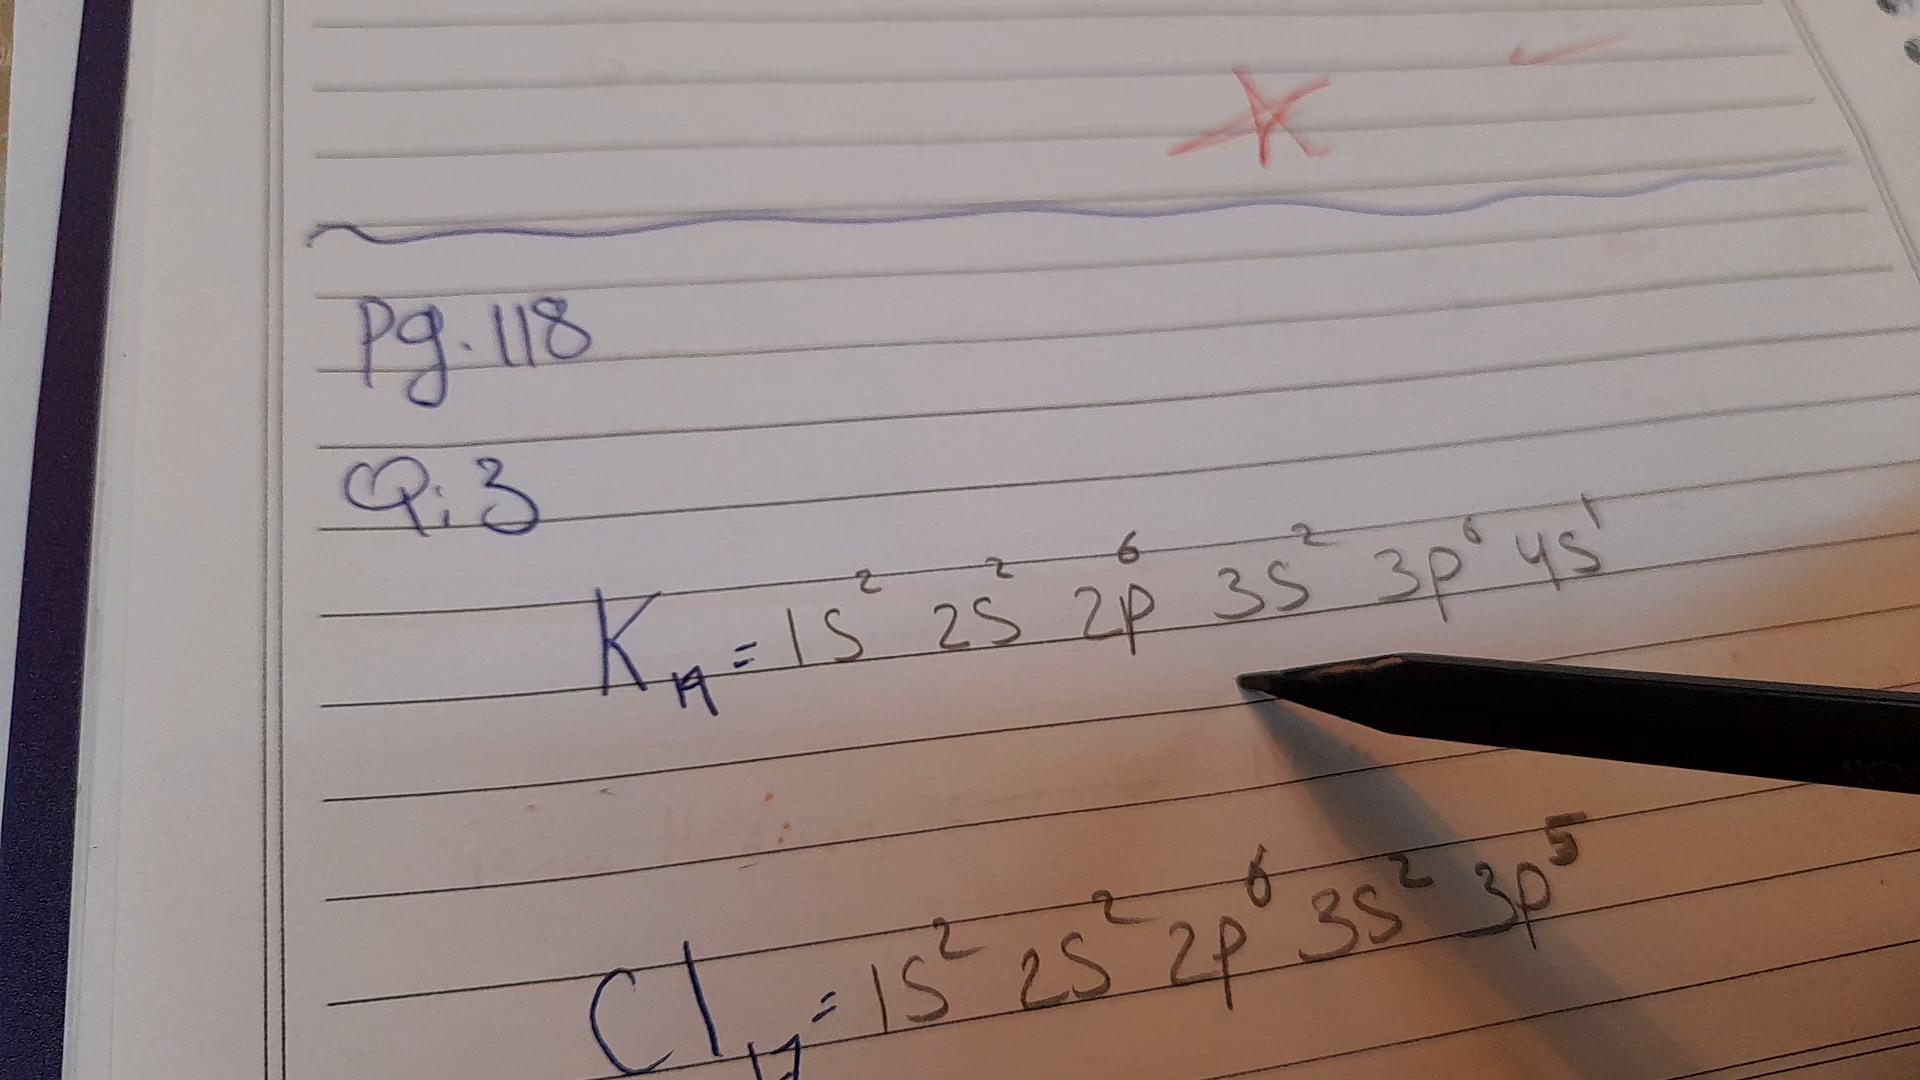 Pg. 118
Q; 3
K₁₉ = 1S² 2S² 2p⁶ 3S² 3p⁶ 4S¹
Cl₁₇ = 1S² 2S² 2p⁶ 3S² 3p⁵